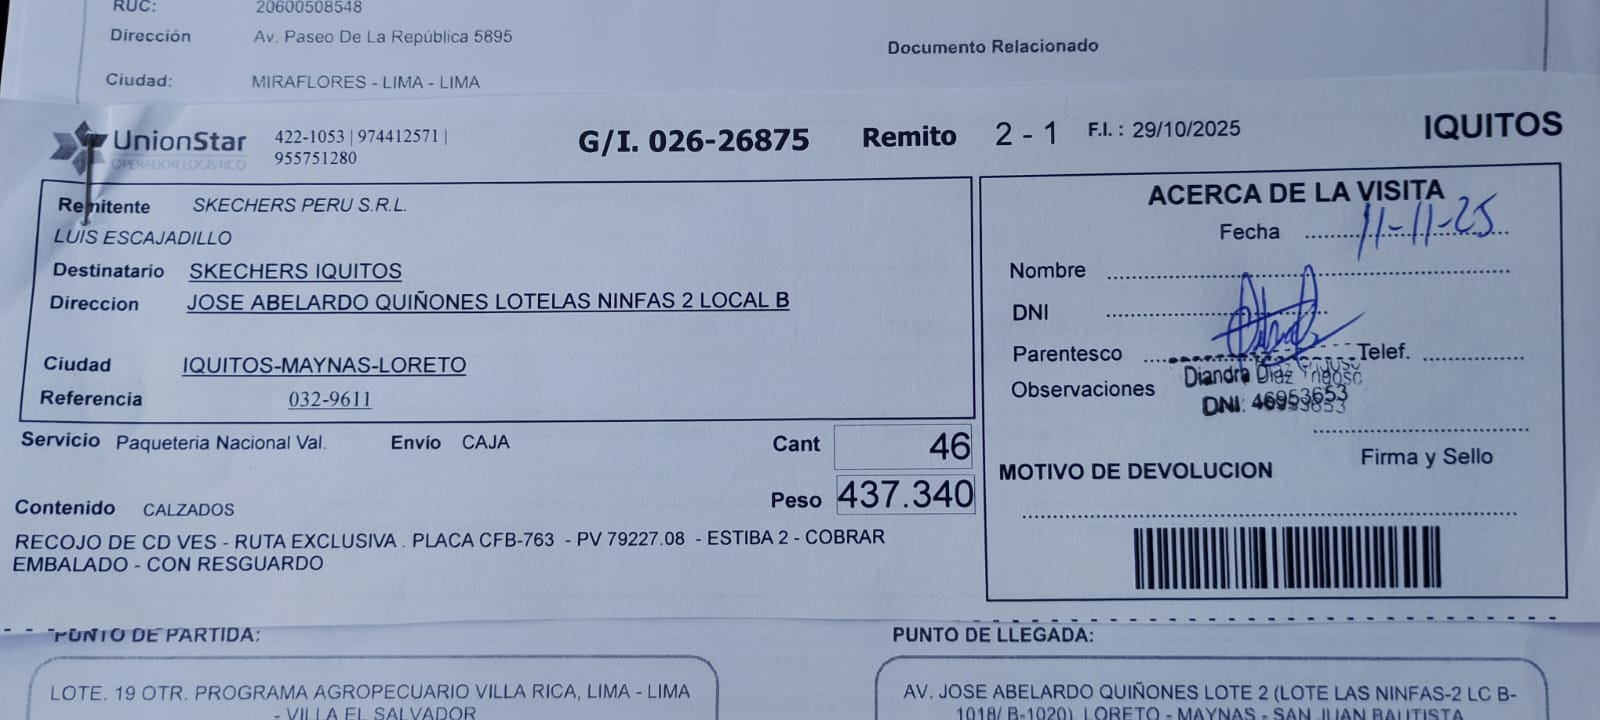 RUC: 20600508548
Dirección Av. Paseo De La República 5895
Documento Relacionado
Ciudad: MIRAFLORES - LIMA - LIMA
UnionStar
OPERADOR LOGÍSTICO
422-1053 | 974412571 |
955751280
G/I. 026-26875 Remito 2 - 1 F.I. : 29/10/2025 IQUITOS
Remitente SKECHERS PERU S.R.L.
LUIS ESCAJADILLO
Destinatario SKECHERS IQUITOS
Direccion JOSE ABELARDO QUIÑONES LOTELAS NINFAS 2 LOCAL B
Ciudad IQUITOS-MAYNAS-LORETO
Referencia 032-9611
Servicio Paqueteria Nacional Val. Envío CAJA Cant 46
Peso 437.340
Contenido CALZADOS
RECOJO DE CD VES - RUTA EXCLUSIVA . PLACA CFB-763 - PV 79227.08 - ESTIBA 2 - COBRAR
EMBALADO - CON RESGUARDO
ACERCA DE LA VISITA
Fecha 11-11-25
Nombre
DNI
Parentesco Telef.
Observaciones
Diandra Diaz Trigoso
DNI: 46953653
Firma y Sello
MOTIVO DE DEVOLUCION
PUNTO DE PARTIDA:
LOTE. 19 OTR. PROGRAMA AGROPECUARIO VILLA RICA, LIMA - LIMA
- VILLA EL SALVADOR
PUNTO DE LLEGADA:
AV. JOSE ABELARDO QUIÑONES LOTE 2 (LOTE LAS NINFAS-2 LC B-
1018/ B-1020), LORETO - MAYNAS - SAN JUAN BAUTISTA